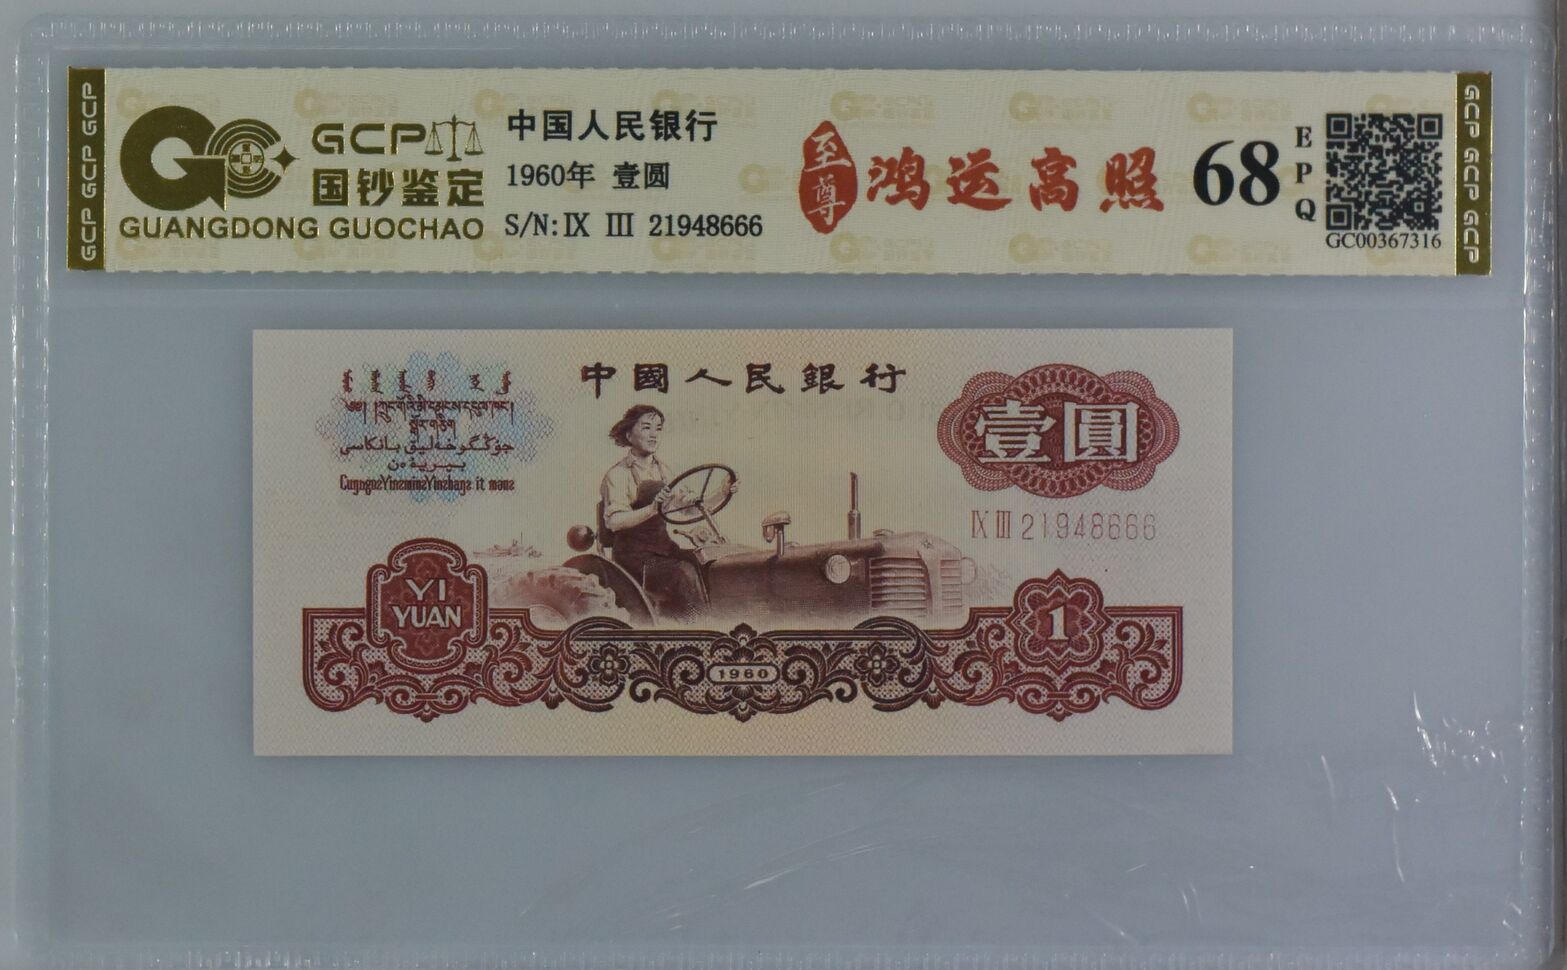 GCP GCP GCP
GCP
国钞鉴定
GUANGDONG GUOCHAO
中国人民银行
1960年 壹圆
S/N: IX III 21948666
至尊
鸿运高照
68
EPQ
GC00367316
GCP GCP GCP
中國人民銀行
壹圓
IX III 21948666
YI
YUAN
1960
1